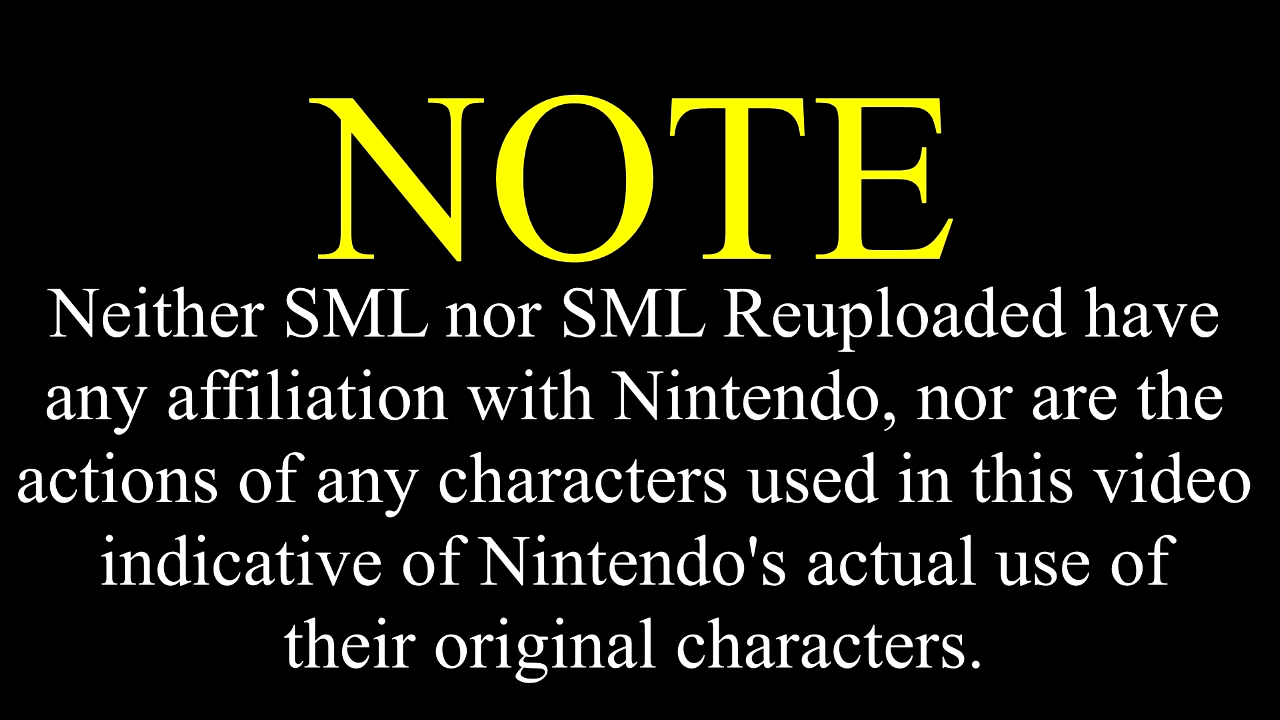 NOTE
Neither SML nor SML Reuploaded have
any affiliation with Nintendo, nor are the
actions of any characters used in this video
indicative of Nintendo's actual use of
their original characters.